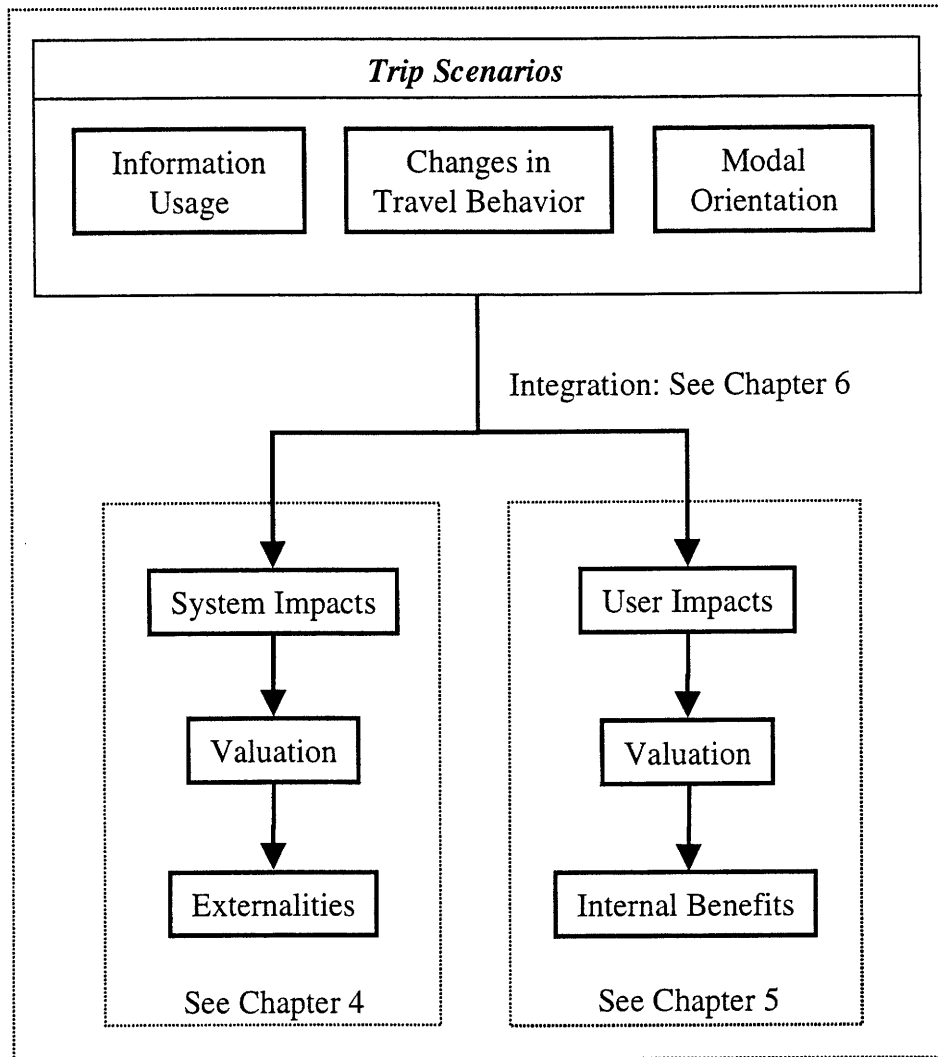 Trip Scenarios
Information
Usage
Changes in
Travel Behavior
Modal
Orientation
Integration: See Chapter 6
System Impacts
Valuation
Externalities
See Chapter 4
User Impacts
Valuation
Internal Benefits
See Chapter 5